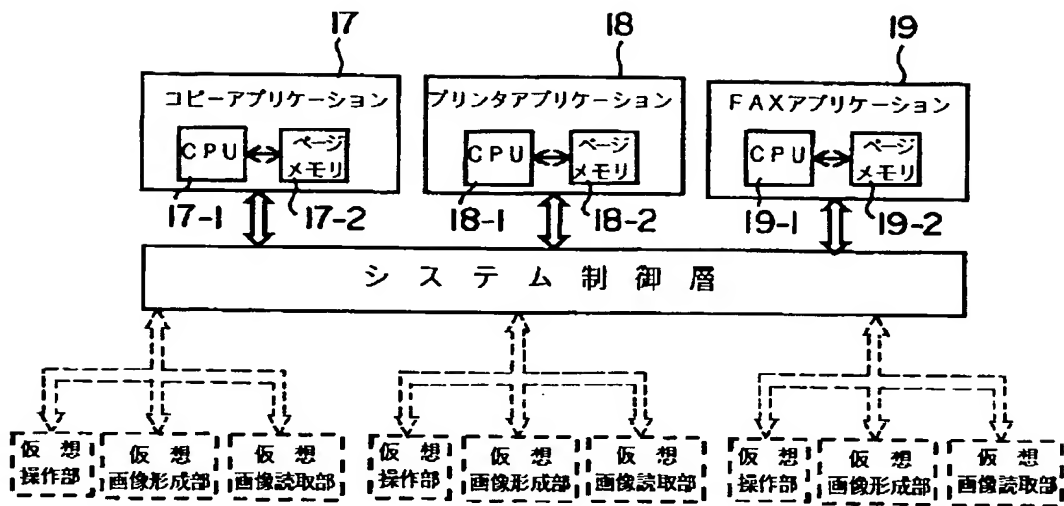 17
18
19
コピーアプリケーション
プリンタアプリケーション
FAXアプリケーション
CPU
ページ
メモリ
CPU
ページ
メモリ
CPU
ページ
メモリ
17-1
17-2
18-1
18-2
19-1
19-2
システム制御層
仮想
操作部
仮想
画像形成部
仮想
画像読取部
仮想
操作部
仮想
画像形成部
仮想
画像読取部
仮想
操作部
仮想
画像形成部
仮想
画像読取部